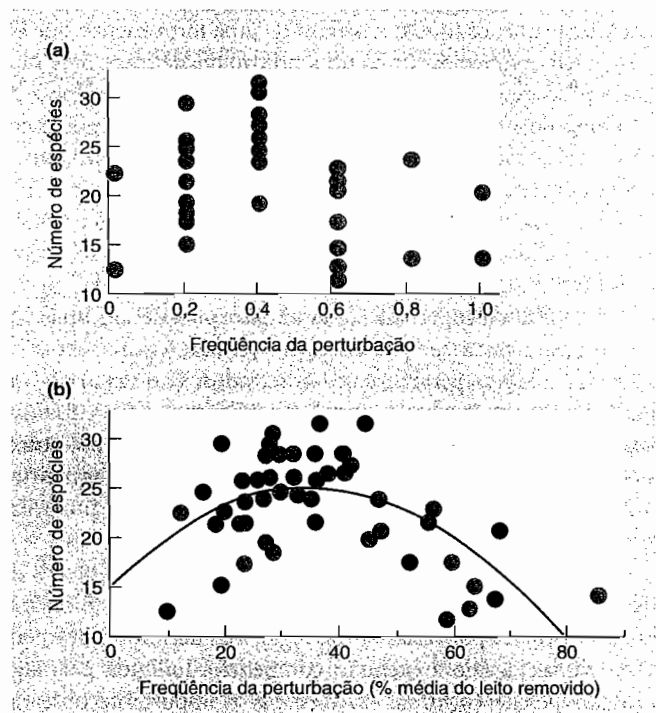 (a)
Número de espécies
30
25
20
15
10
0 0,2 0,4 0,6 0,8 1,0
Freqüência da perturbação
(b)
Número de espécies
30
25
20
15
10
0 20 40 60 80
Freqüência da perturbação (% média do leito removido)